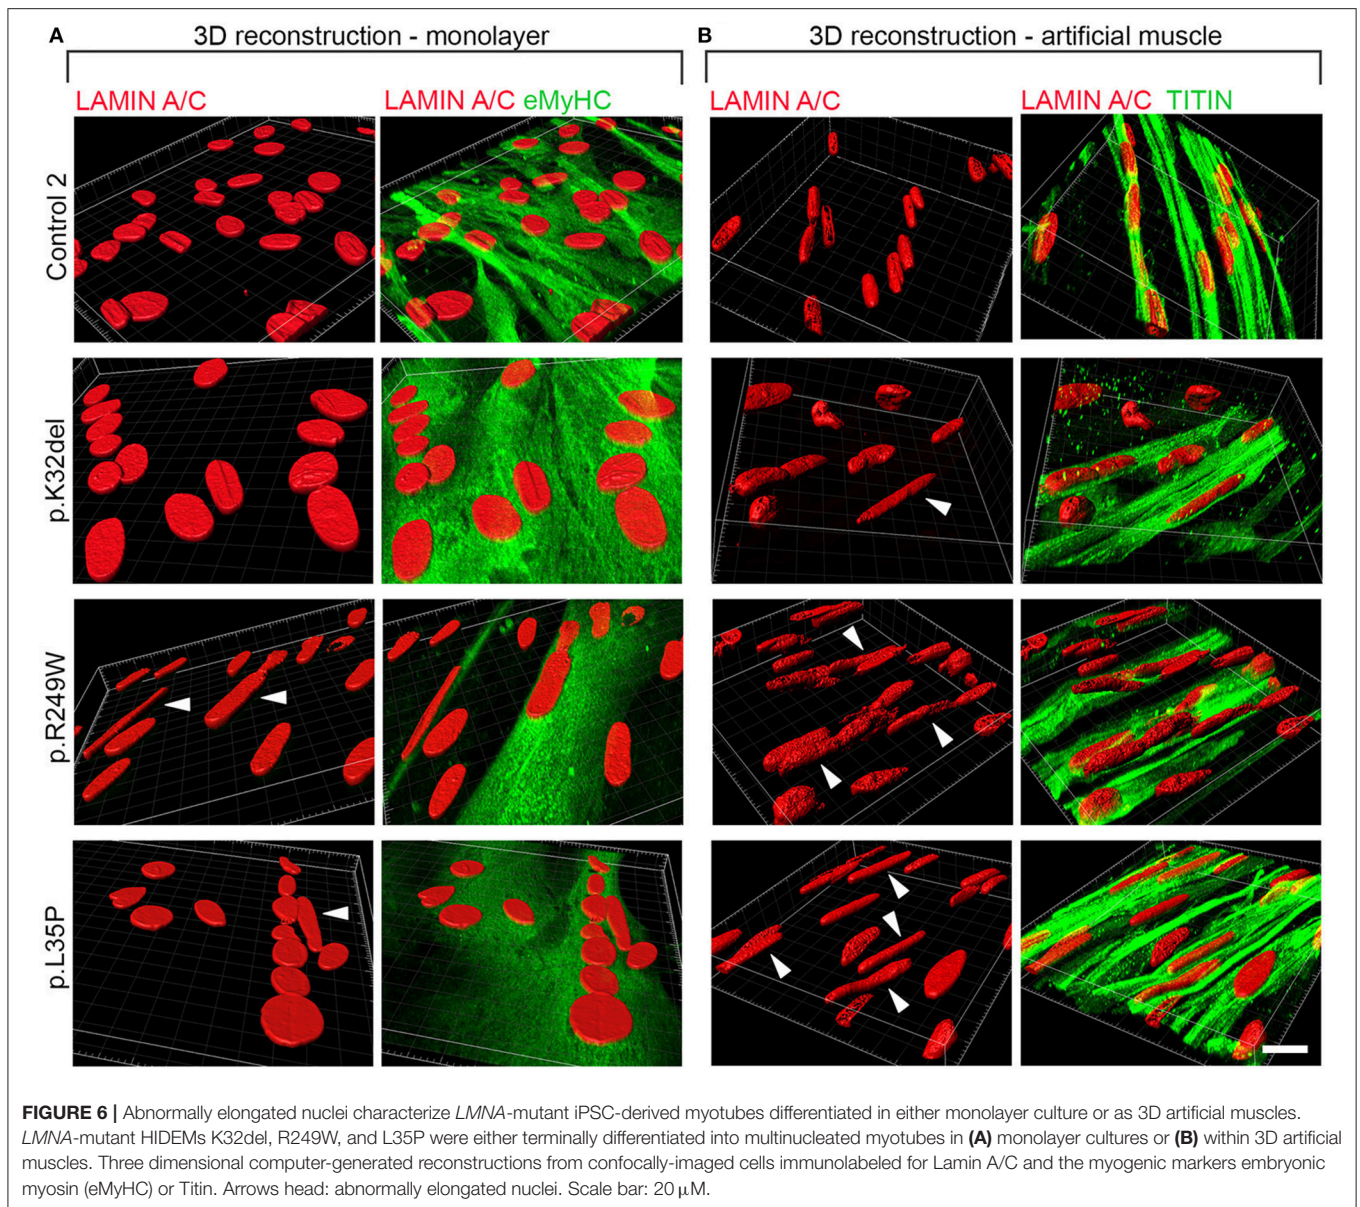 A
3D reconstruction - monolayer
B
3D reconstruction - artificial muscle
LAMIN A/C
LAMIN A/C eMyHC
LAMIN A/C
LAMIN A/C TITIN
Control 2
p.K32del
p.R249W
p.L35P
FIGURE 6 | Abnormally elongated nuclei characterize LMNA-mutant iPSC-derived myotubes differentiated in either monolayer culture or as 3D artificial muscles.
LMNA-mutant HIDEMs K32del, R249W, and L35P were either terminally differentiated into multinucleated myotubes in (A) monolayer cultures or (B) within 3D artificial
muscles. Three dimensional computer-generated reconstructions from confocally-imaged cells immunolabeled for Lamin A/C and the myogenic markers embryonic
myosin (eMyHC) or Titin. Arrows head: abnormally elongated nuclei. Scale bar: 20 µM.